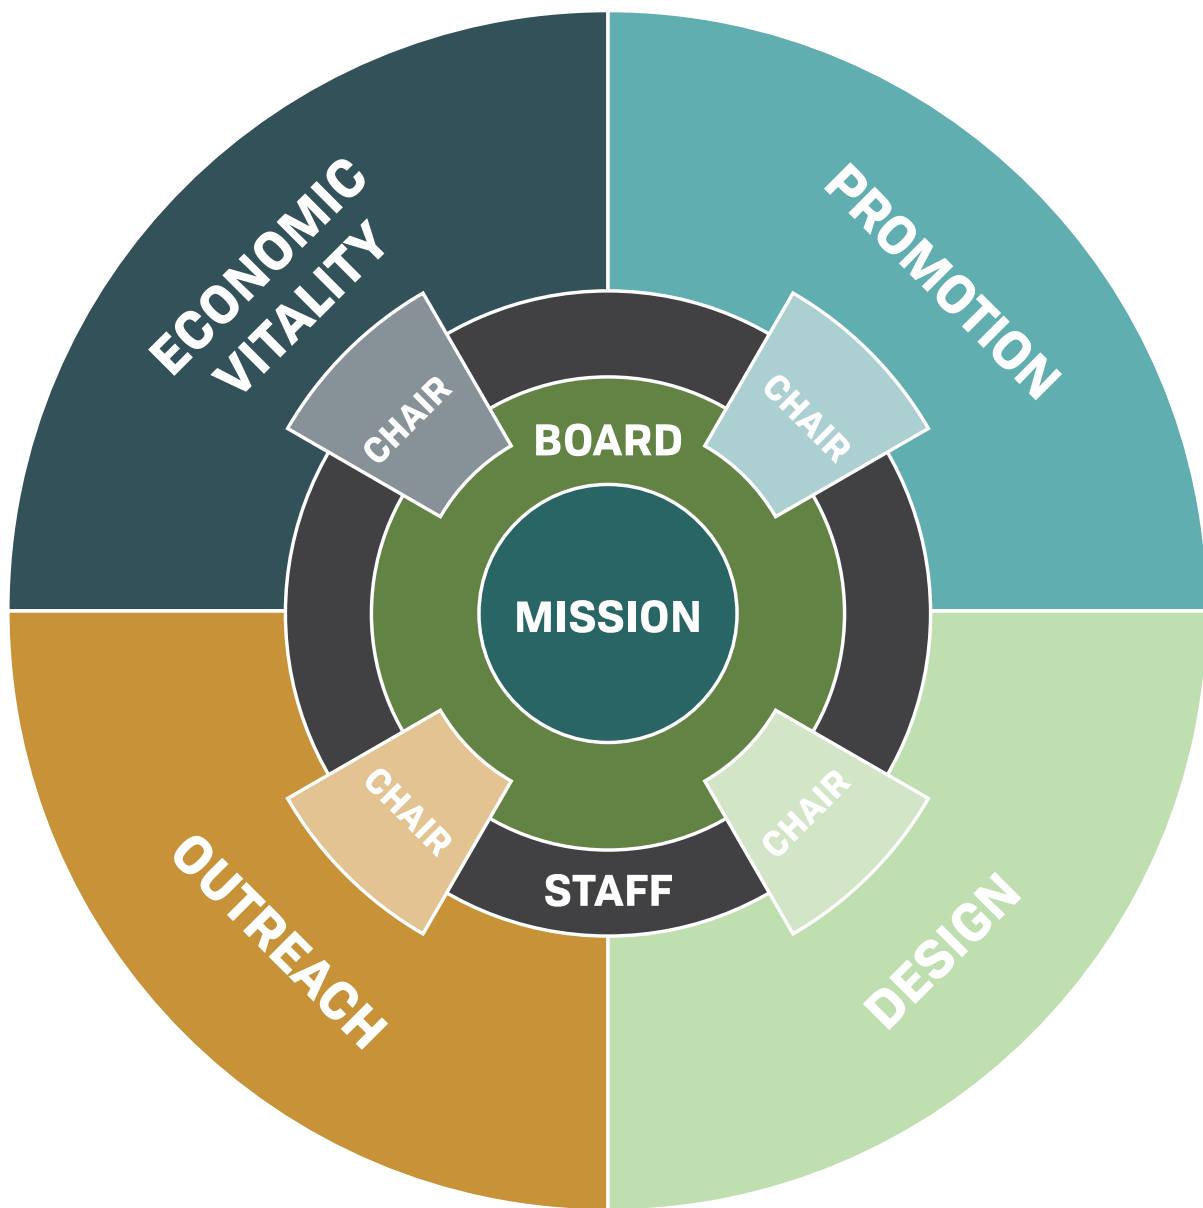 ECONOMIC
VITALITY
PROMOTION
CHAIR
CHAIR
BOARD
MISSION
CHAIR
CHAIR
STAFF
OUTREACH
DESIGN